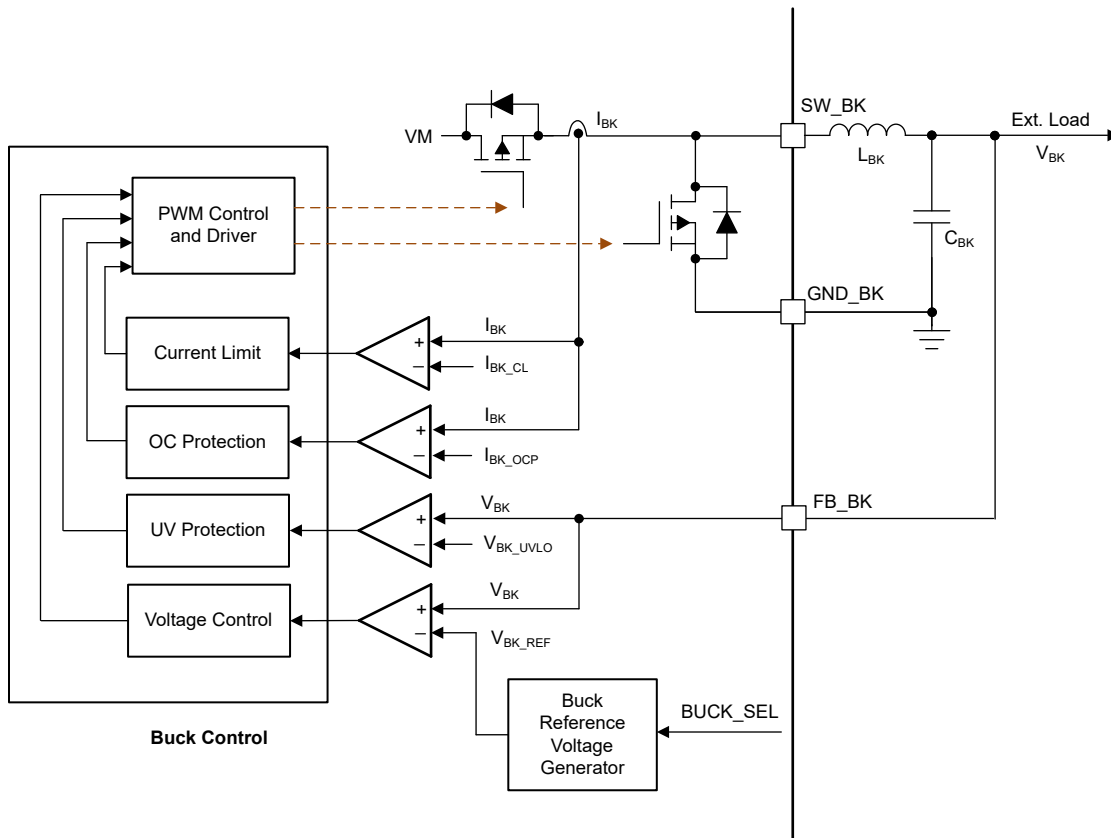 SW_BK
I_BK
Ext. Load
VM
L_BK
V_BK
PWM Control
and Driver
C_BK
GND_BK
I_BK
+
Current Limit
−
I_BK_CL
I_BK
+
OC Protection
−
I_BK_OCP
V_BK
FB_BK
+
UV Protection
−
V_BK_UVLO
V_BK
+
Voltage Control
−
V_BK_REF
Buck
Reference
Voltage
Generator
BUCK_SEL
Buck Control